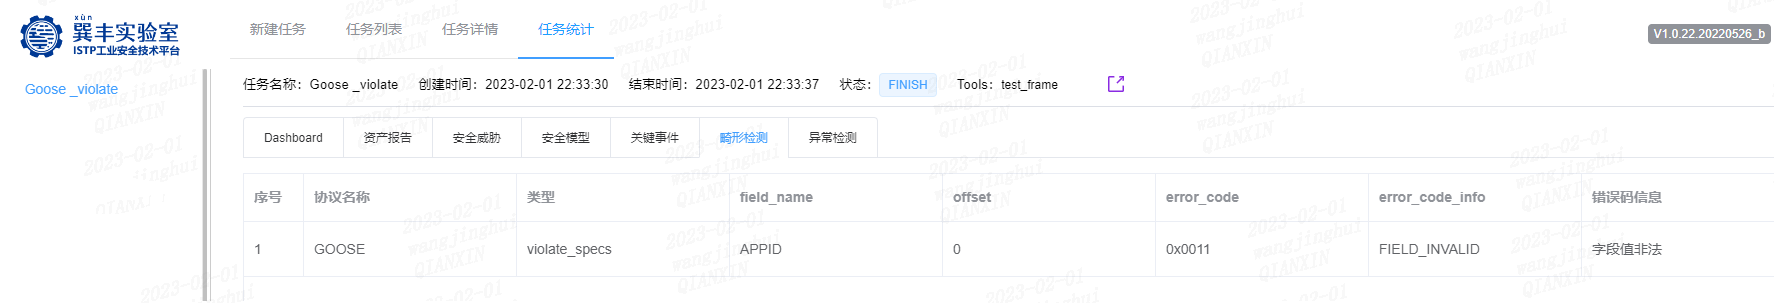 xùn
巽丰实验室
ISTP工业安全技术平台
新建任务 任务列表 任务详情 任务统计
V1.0.22.20220526_b
Goose _violate
任务名称：Goose _violate 创建时间：2023-02-01 22:33:30 结束时间：2023-02-01 22:33:37 状态： FINISH Tools：test_frame
Dashboard 资产报告 安全威胁 安全模型 关键事件 畸形检测 异常检测
序号 协议名称 类型 field_name offset error_code error_code_info 错误码信息
1 GOOSE violate_specs APPID 0 0x0011 FIELD_INVALID 字段值非法
2023-02-01
wangjinghui
QIANXIN